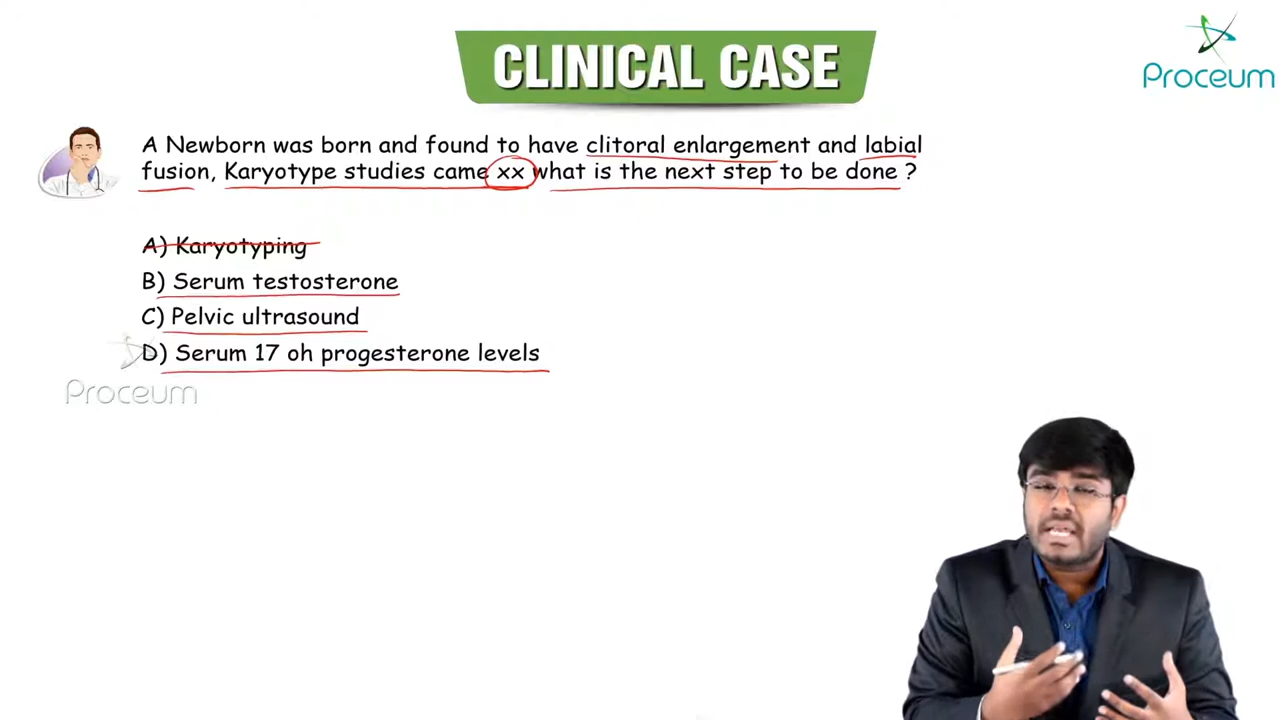 CLINICAL CASE
Proceum
A Newborn was born and found to have clitoral enlargement and labial
fusion, Karyotype studies came xx what is the next step to be done ?
A) Karyotyping
B) Serum testosterone
C) Pelvic ultrasound
D) Serum 17 oh progesterone levels
Proceum